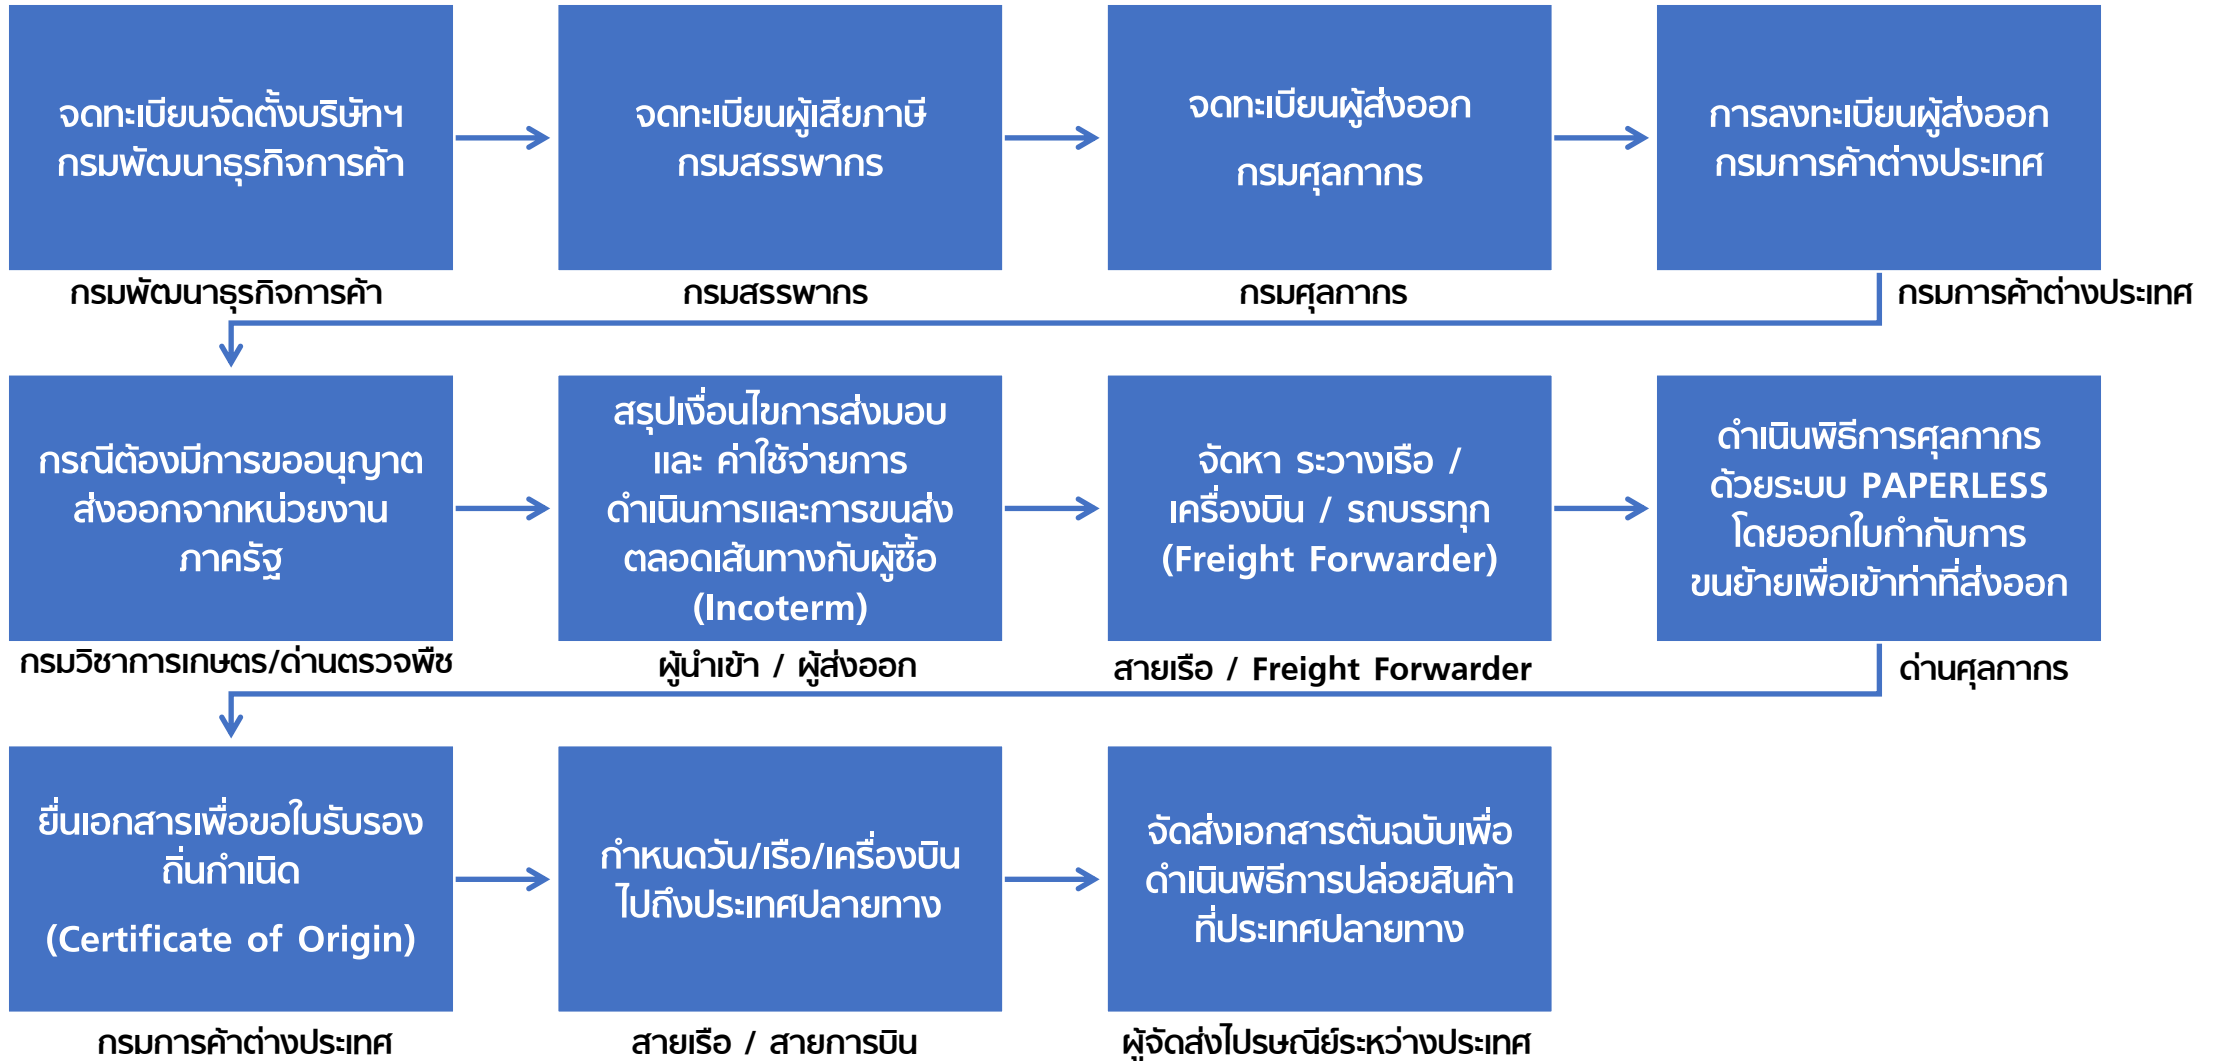 จดทะเบียนจัดตั้งบริษัทฯ
กรมพัฒนาธุรกิจการค้า
กรมพัฒนาธุรกิจการค้า
จดทะเบียนผู้เสียภาษี
กรมสรรพากร
กรมสรรพากร
จดทะเบียนผู้ส่งออก
กรมศุลกากร
กรมศุลกากร
การลงทะเบียนผู้ส่งออก
กรมการค้าต่างประเทศ
กรมการค้าต่างประเทศ
กรณีต้องมีการขออนุญาต
ส่งออกจากหน่วยงาน
ภาครัฐ
กรมวิชาการเกษตร/ด่านตรวจพืช
สรุปเงื่อนไขการส่งมอบ
และ ค่าใช้จ่ายการ
ดำเนินการและการขนส่ง
ตลอดเส้นทางกับผู้ซื้อ
(Incoterm)
ผู้นำเข้า / ผู้ส่งออก
จัดหา ระวางเรือ /
เครื่องบิน / รถบรรทุก
(Freight Forwarder)
สายเรือ / Freight Forwarder
ดำเนินพิธีการศุลกากร
ด้วยระบบ PAPERLESS
โดยออกใบกำกับการ
ขนย้ายเพื่อเข้าท่าที่ส่งออก
ด่านศุลกากร
ยื่นเอกสารเพื่อขอใบรับรอง
ถิ่นกำเนิด
(Certificate of Origin)
กรมการค้าต่างประเทศ
กำหนดวัน/เรือ/เครื่องบิน
ไปถึงประเทศปลายทาง
สายเรือ / สายการบิน
จัดส่งเอกสารต้นฉบับเพื่อ
ดำเนินพิธีการปล่อยสินค้า
ที่ประเทศปลายทาง
ผู้จัดส่งไปรษณีย์ระหว่างประเทศ